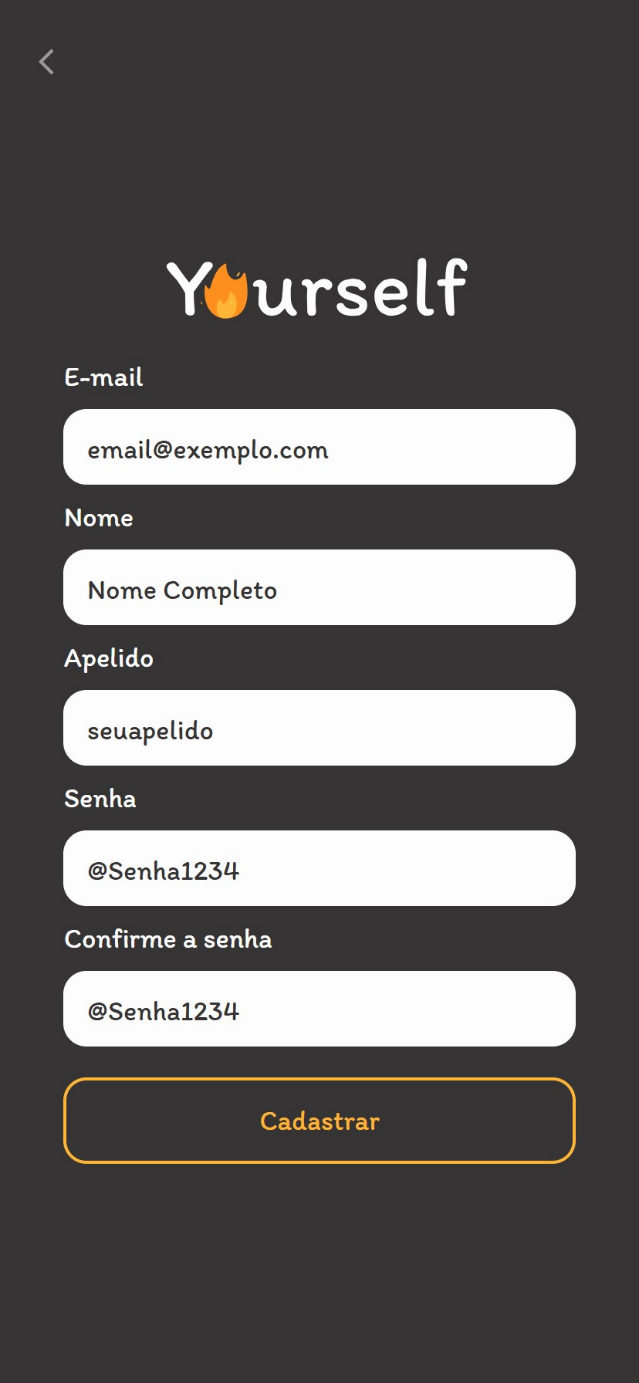 Yourself
E-mail
email@exemplo.com
Nome
Nome Completo
Apelido
seuapelido
Senha
@Senha1234
Confirme a senha
@Senha1234
Cadastrar